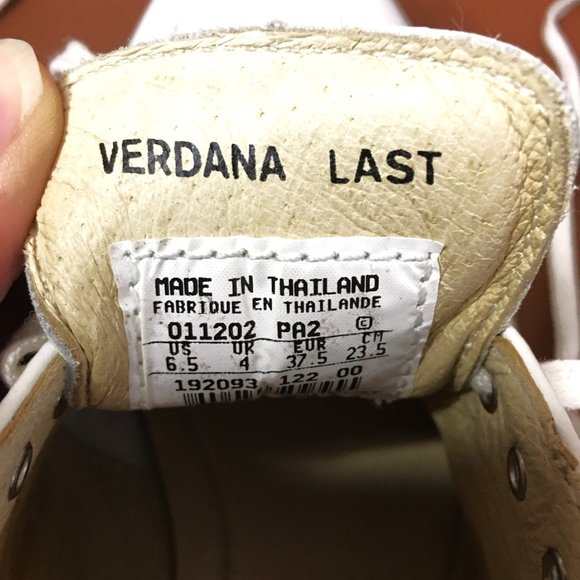 VERDANA LAST
MADE IN THAILAND
FABRIQUE EN THAILANDE
011202 PA2 ©
US UK EUR CM
6.5 4 37.5 23.5
192093 122 00